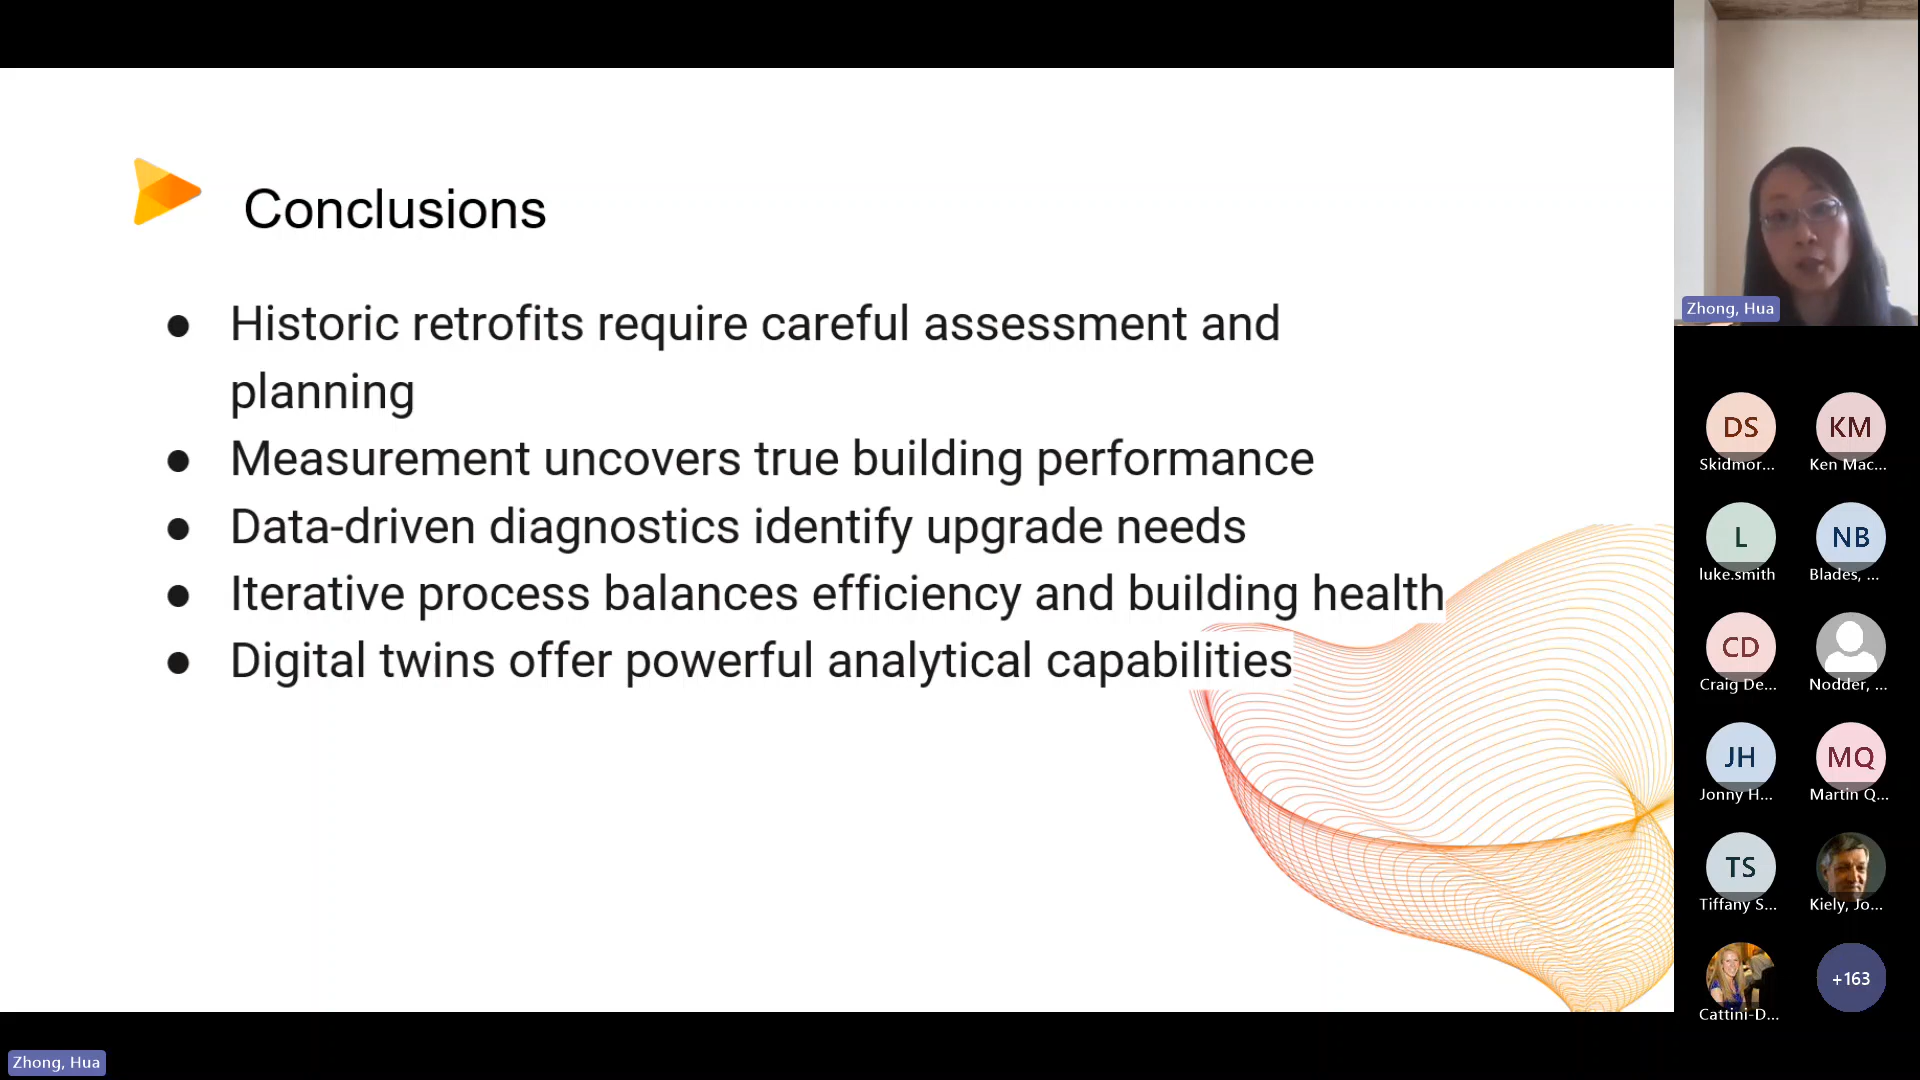 Conclusions
● Historic retrofits require careful assessment and
planning
● Measurement uncovers true building performance
● Data-driven diagnostics identify upgrade needs
● Iterative process balances efficiency and building health
● Digital twins offer powerful analytical capabilities
Zhong, Hua
DS
Skidmor...
KM
Ken Mac...
L
luke.smith
NB
Blades, ...
CD
Craig De...
Nodder, ...
JH
Jonny H...
MQ
Martin Q...
TS
Tiffany S...
Kiely, Jo...
Cattini-D...
+163
Zhong, Hua